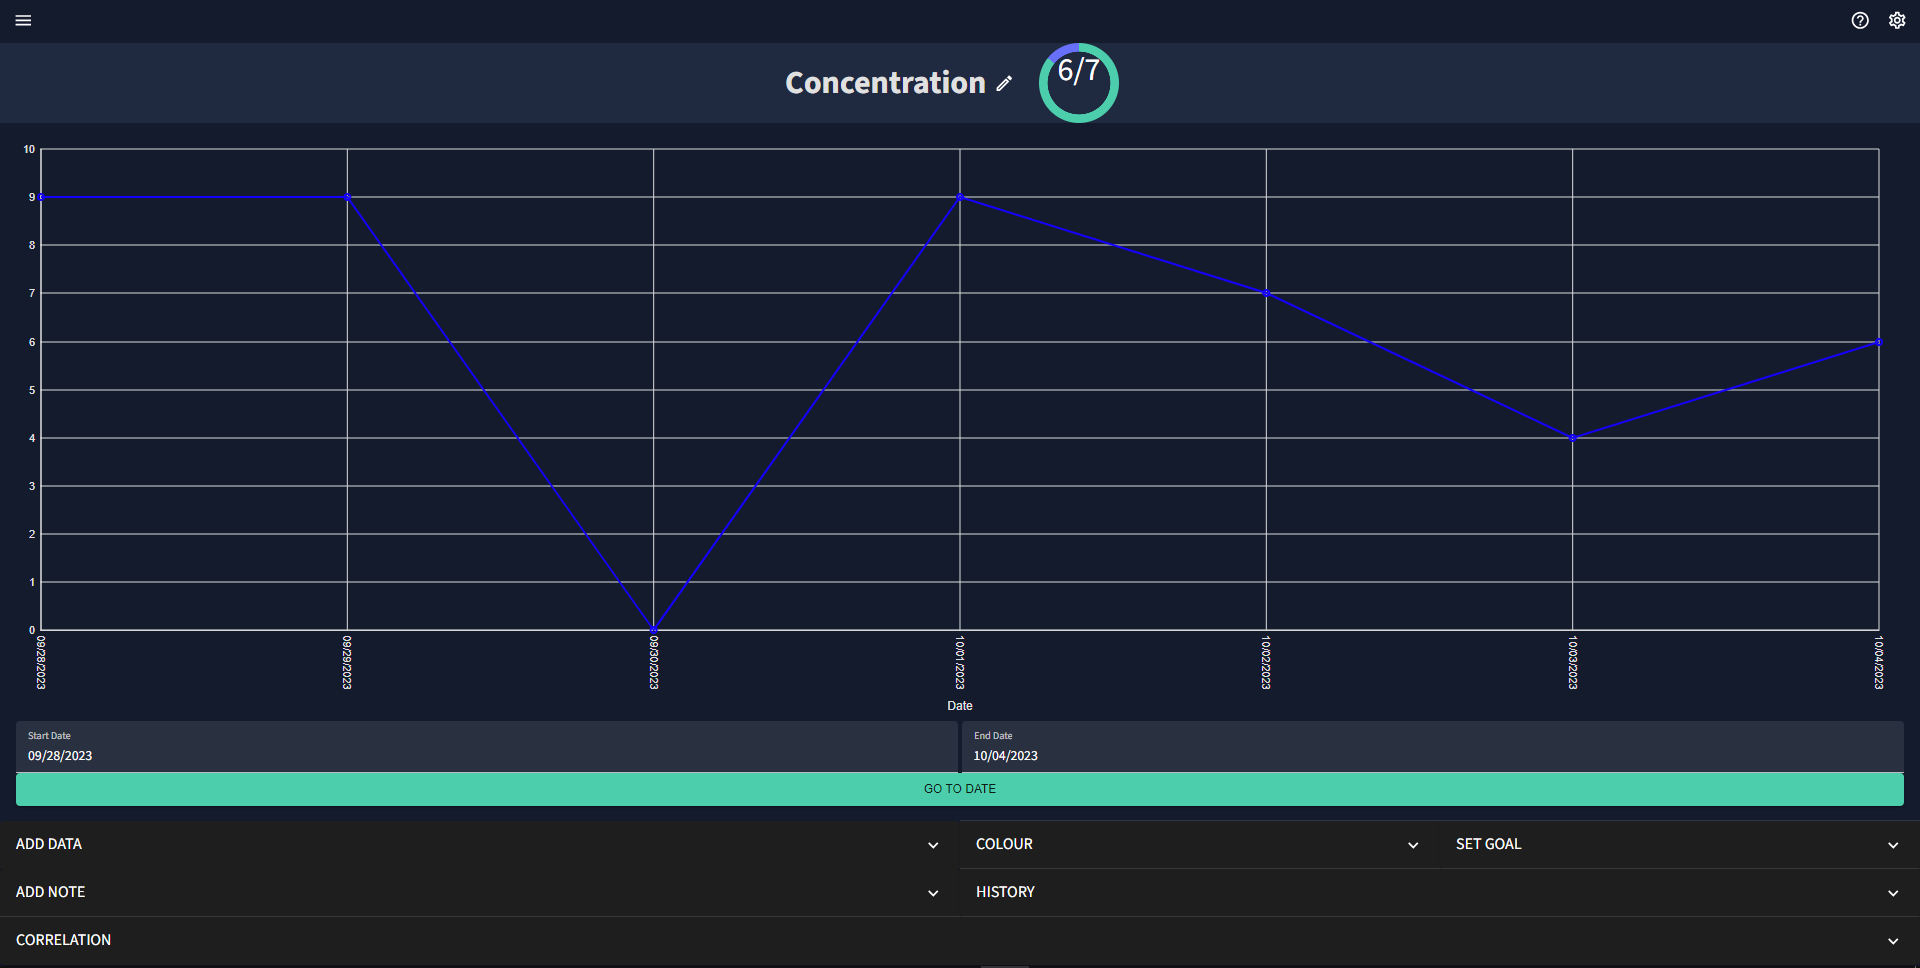 Concentration
6/7
10
9
8
7
6
5
4
3
2
1
0
09/28/2023
09/29/2023
09/30/2023
10/01/2023
10/02/2023
10/03/2023
10/04/2023
Date
Start Date
09/28/2023
End Date
10/04/2023
GO TO DATE
ADD DATA
COLOUR
SET GOAL
ADD NOTE
HISTORY
CORRELATION